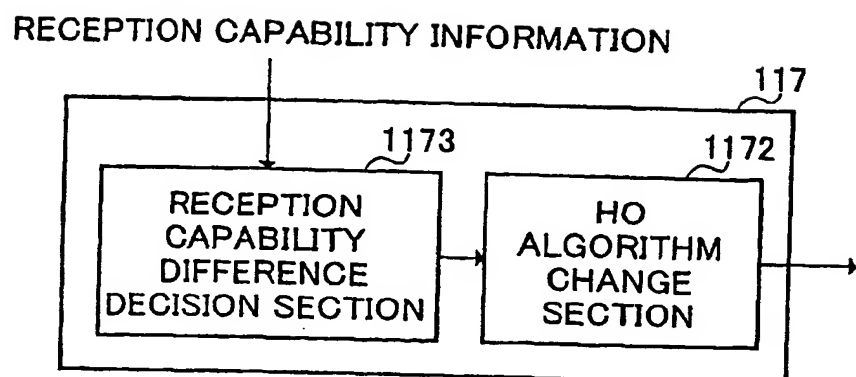 RECEPTION CAPABILITY INFORMATION
117
1173
1172
RECEPTION
CAPABILITY
DIFFERENCE
DECISION SECTION
HO
ALGORITHM
CHANGE
SECTION